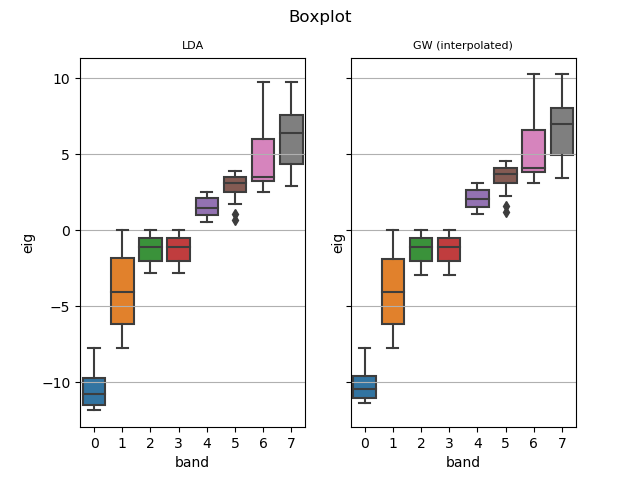 Boxplot
LDA
GW (interpolated)
10
5
0
−5
−10
eig
eig
0 1 2 3 4 5 6 7
0 1 2 3 4 5 6 7
band
band